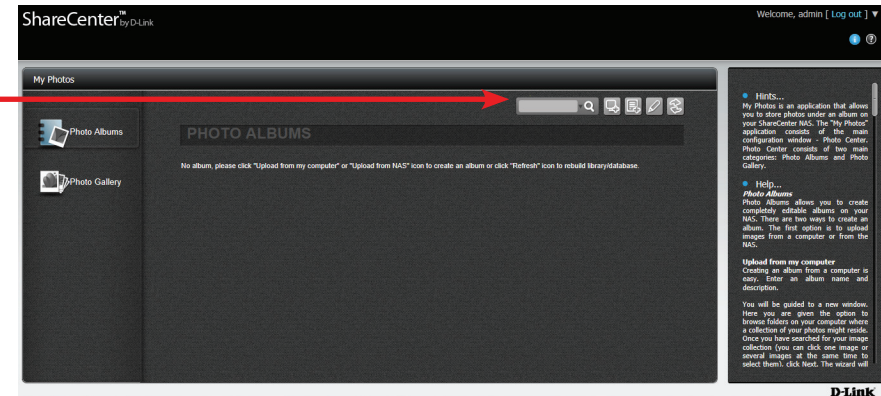 ShareCenter™ by D-Link
Welcome, admin [ Log out ] ▼
My Photos
Photo Albums
Photo Gallery
PHOTO ALBUMS
No album, please click "Upload from my computer" or "Upload from NAS" icon to create an album or click "Refresh" icon to rebuild library/database.
Hints...
My Photos is an application that allows
you to store photos under an album on
your ShareCenter NAS. The "My Photos"
application consists of the main
configuration window - Photo Center.
Photo Center consists of two main
categories: Photo Albums and Photo
Gallery.
Help...
Photo Albums
Photo Albums allows you to create
completely editable albums on your
NAS. There are two ways to create an
album. The first option is to upload
images from a computer or from the
NAS.
Upload from my computer
Creating an album from a computer is
easy. Enter an album name and
description.
You will be guided to a new window.
Here you are given the option to
browse folders on your computer where
a collection of your photos might reside.
Once you have searched for your image
collection (you can click one image or
several images at the same time to
select them), click Next. The wizard will
D-Link